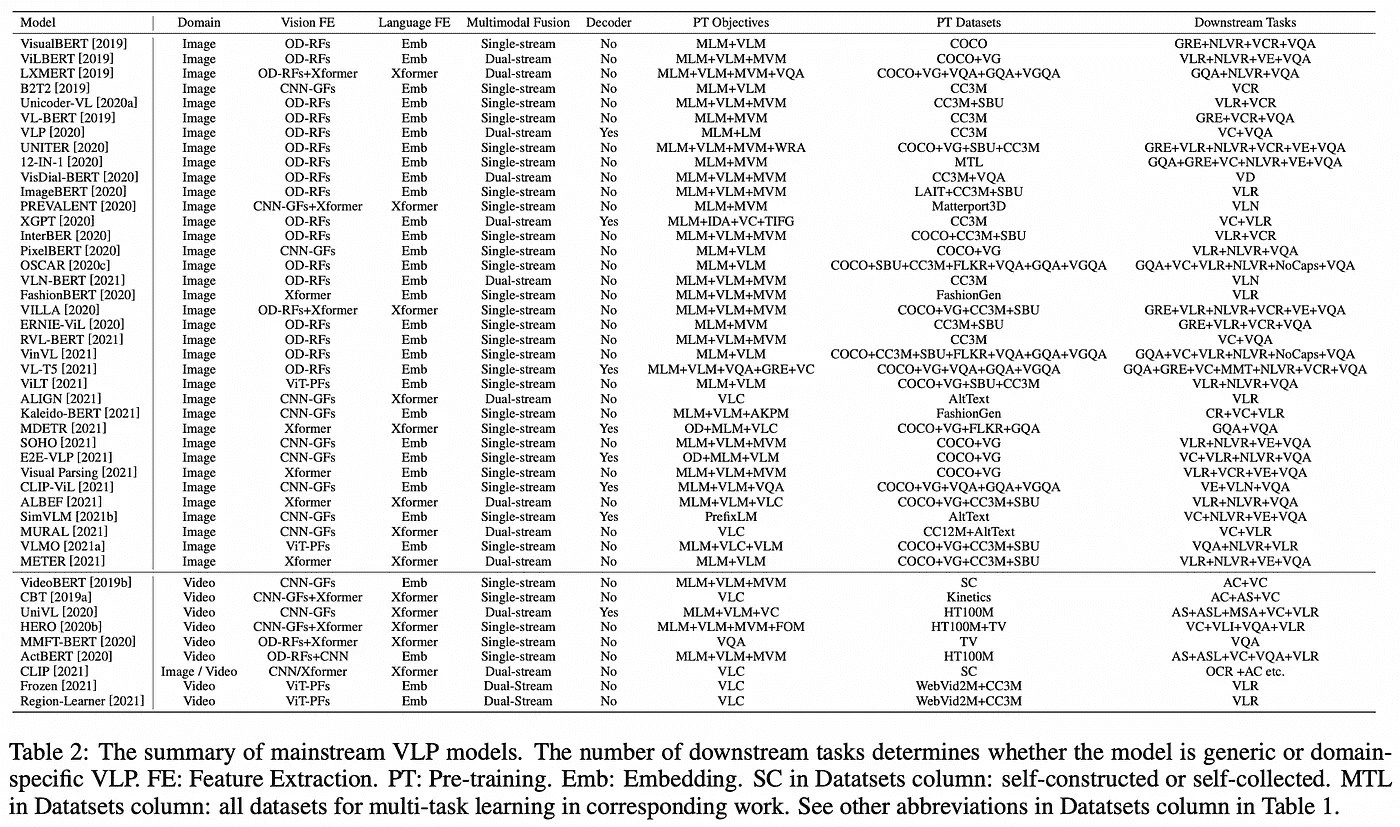 Model Domain Vision FE Language FE Multimodal Fusion Decoder PT Objectives PT Datasets Downstream Tasks
VisualBERT [2019] Image OD-RFs Emb Single-stream No MLM+VLM COCO GRE+NLVR+VCR+VQA
ViLBERT [2019] Image OD-RFs Emb Dual-stream No MLM+VLM+MVM COCO+VG VLR+NLVR+VE+VQA
LXMERT [2019] Image OD-RFs+Xformer Xformer Dual-stream No MLM+VLM+MVM+VQA COCO+VG+VQA+GQA+VGQA GQA+NLVR+VQA
B2T2 [2019] Image CNN-GFs Emb Single-stream No MLM+VLM CC3M VCR
Unicoder-VL [2020a] Image OD-RFs Emb Single-stream No MLM+VLM+MVM CC3M+SBU VLR+VCR
VL-BERT [2019] Image OD-RFs Emb Single-stream No MLM+MVM CC3M GRE+VCR+VQA
VLP [2020] Image OD-RFs Emb Dual-stream Yes MLM+LM CC3M VC+VQA
UNITER [2020] Image OD-RFs Emb Single-stream No MLM+VLM+MVM+WRA COCO+VG+SBU+CC3M GRE+VLR+NLVR+VCR+VE+VQA
12-IN-1 [2020] Image OD-RFs Emb Single-stream No MLM+MVM MTL GQA+GRE+VC+NLVR+VE+VQA
VisDial-BERT [2020] Image OD-RFs Emb Dual-stream No MLM+VLM+MVM CC3M+VQA VD
ImageBERT [2020] Image OD-RFs Emb Single-stream No MLM+VLM+MVM LAIT+CC3M+SBU VLR
PREVALENT [2020] Image CNN-GFs+Xformer Xformer Single-stream No MLM+MVM Matterport3D VLN
XGPT [2020] Image OD-RFs Emb Dual-stream Yes MLM+IDA+VC+TIFG CC3M VC+VLR
InterBER [2020] Image OD-RFs Emb Single-stream No MLM+VLM+MVM COCO+CC3M+SBU VLR+VCR
PixelBERT [2020] Image CNN-GFs Emb Single-stream No MLM+VLM COCO+VG VLR+NLVR+VQA
OSCAR [2020c] Image OD-RFs Emb Single-stream No MLM+VLM COCO+SBU+CC3M+FLKR+VQA+GQA+VGQA GQA+VC+VLR+NLVR+NoCaps+VQA
VLN-BERT [2021] Image OD-RFs Emb Dual-stream No MLM+VLM+MVM CC3M VLN
FashionBERT [2020] Image Xformer Emb Single-stream No MLM+VLM+MVM FashionGen VLR
VILLA [2020] Image OD-RFs+Xformer Xformer Single-stream No MLM+VLM+MVM COCO+VG+CC3M+SBU GRE+VLR+NLVR+VCR+VE+VQA
ERNIE-ViL [2020] Image OD-RFs Emb Single-stream No MLM+MVM CC3M+SBU GRE+VLR+VCR+VQA
RVL-BERT [2021] Image OD-RFs Emb Single-stream No MLM+VLM+MVM CC3M VC+VQA
VinVL [2021] Image OD-RFs Emb Single-stream No MLM+VLM COCO+CC3M+SBU+FLKR+VQA+GQA+VGQA GQA+VC+VLR+NLVR+NoCaps+VQA
VL-T5 [2021] Image OD-RFs Emb Single-stream Yes MLM+VLM+VQA+GRE+VC COCO+VG+VQA+GQA+VGQA GQA+GRE+VC+MMT+NLVR+VCR+VQA
ViLT [2021] Image ViT-PFs Emb Single-stream No MLM+VLM COCO+VG+SBU+CC3M VLR+NLVR+VQA
ALIGN [2021] Image CNN-GFs Xformer Dual-stream No VLC AltText VLR
Kaleido-BERT [2021] Image CNN-GFs Emb Single-stream No MLM+VLM+AKPM FashionGen CR+VC+VLR
MDETR [2021] Image Xformer Xformer Single-stream Yes OD+MLM+VLC COCO+VG+FLKR+GQA GQA+VQA
SOHO [2021] Image CNN-GFs Emb Single-stream No MLM+VLM+MVM COCO+VG VLR+NLVR+VE+VQA
E2E-VLP [2021] Image CNN-GFs Emb Single-stream Yes OD+MLM+VLM COCO+VG VC+VLR+NLVR+VQA
Visual Parsing [2021] Image Xformer Emb Single-stream No MLM+VLM+MVM COCO+VG VLR+VCR+VE+VQA
CLIP-ViL [2021] Image CNN-GFs Emb Single-stream Yes MLM+VLM+VQA COCO+VG+VQA+GQA+VGQA VE+VLN+VQA
ALBEF [2021] Image Xformer Xformer Dual-stream No MLM+VLM+VLC COCO+VG+CC3M+SBU VLR+NLVR+VQA
SimVLM [2021b] Image CNN-GFs Emb Single-stream Yes PrefixLM AltText VC+NLVR+VE+VQA
MURAL [2021] Image CNN-GFs Xformer Dual-stream No VLC CC12M+AltText VC+VLR
VLMO [2021a] Image ViT-PFs Emb Single-stream No MLM+VLC+VLM COCO+VG+CC3M+SBU VQA+NLVR+VLR
METER [2021] Image Xformer Xformer Dual-stream No MLM+VLM COCO+VG+CC3M+SBU VLR+NLVR+VE+VQA
VideoBERT [2019b] Video CNN-GFs Emb Single-stream No MLM+VLM+MVM SC AC+VC
CBT [2019a] Video CNN-GFs+Xformer Xformer Single-stream No VLC Kinetics AC+AS+VC
UniVL [2020] Video CNN-GFs Xformer Dual-stream Yes MLM+VLM+VC HT100M AS+ASL+MSA+VC+VLR
HERO [2020b] Video CNN-GFs+Xformer Xformer Single-stream No MLM+VLM+MVM+FOM HT100M+TV VC+VLI+VQA+VLR
MMFT-BERT [2020] Video OD-RFs+Xformer Xformer Single-stream No VQA TV VQA
ActBERT [2020] Video OD-RFs+CNN Emb Single-stream No MLM+VLM+MVM HT100M AS+ASL+VC+VQA+VLR
CLIP [2021] Image / Video CNN/Xformer Xformer Dual-stream No VLC SC OCR +AC etc.
Frozen [2021] Video ViT-PFs Emb Dual-Stream No VLC WebVid2M+CC3M VLR
Region-Learner [2021] Video ViT-PFs Emb Dual-Stream No VLC WebVid2M+CC3M VLR
Table 2: The summary of mainstream VLP models. The number of downstream tasks determines whether the model is generic or domain-
specific VLP. FE: Feature Extraction. PT: Pre-training. Emb: Embedding. SC in Datatsets column: self-constructed or self-collected. MTL
in Datatsets column: all datasets for multi-task learning in corresponding work. See other abbreviations in Datatsets column in Table 1.